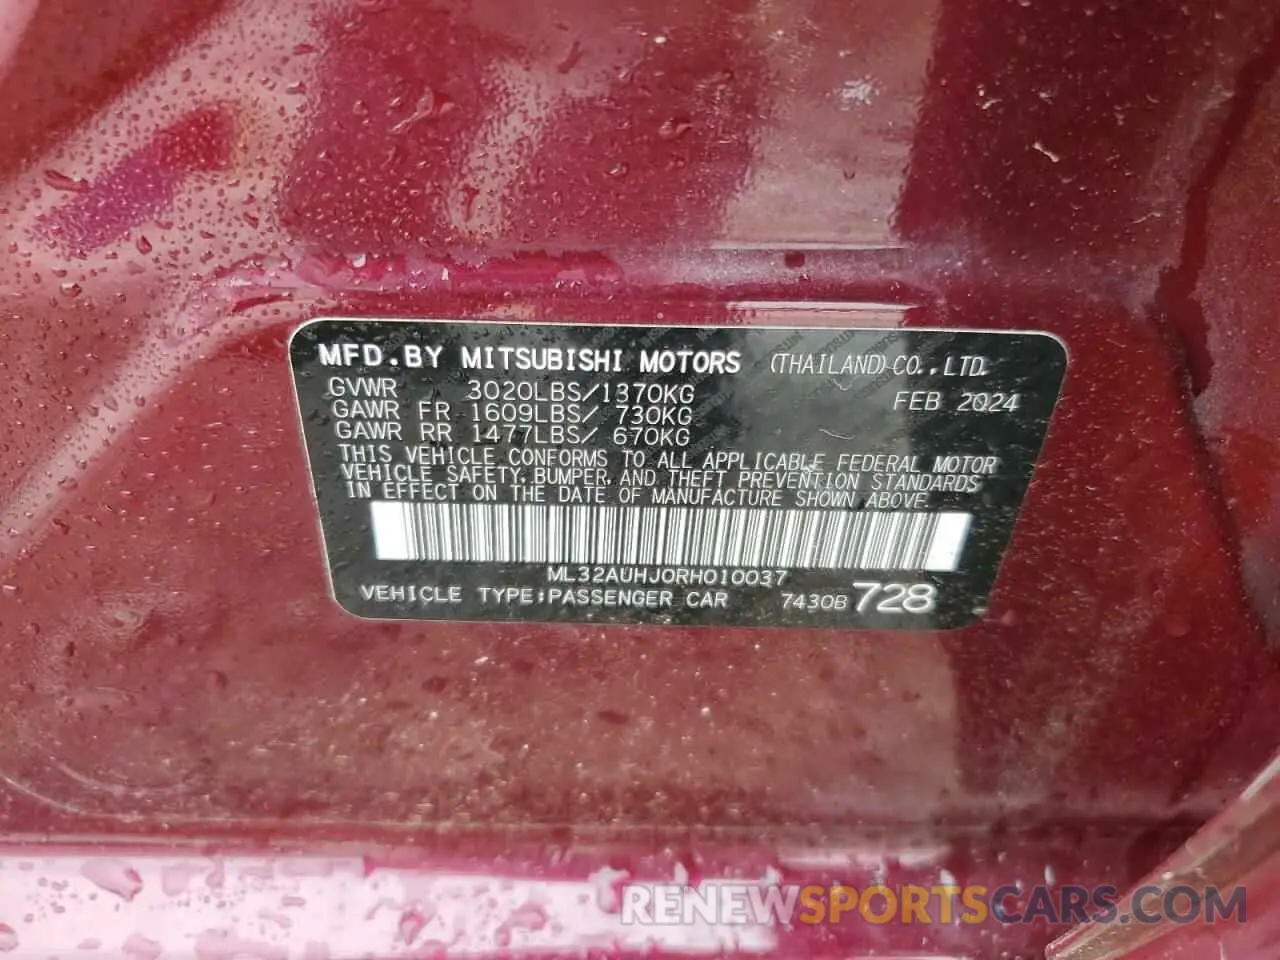 MFD.BY MITSUBISHI MOTORS (THAILAND) CO.,LTD.
GVWR 3020LBS/1370KG FEB 2024
GAWR FR 1609LBS/ 730KG
GAWR RR 1477LBS/ 670KG
THIS VEHICLE CONFORMS TO ALL APPLICABLE FEDERAL MOTOR
VEHICLE SAFETY, BUMPER, AND THEFT PREVENTION STANDARDS
IN EFFECT ON THE DATE OF MANUFACTURE SHOWN ABOVE.
ML32AUHJ0RH010037
VEHICLE TYPE:PASSENGER CAR 7430B 728
RENEWSPORTSCARS.COM